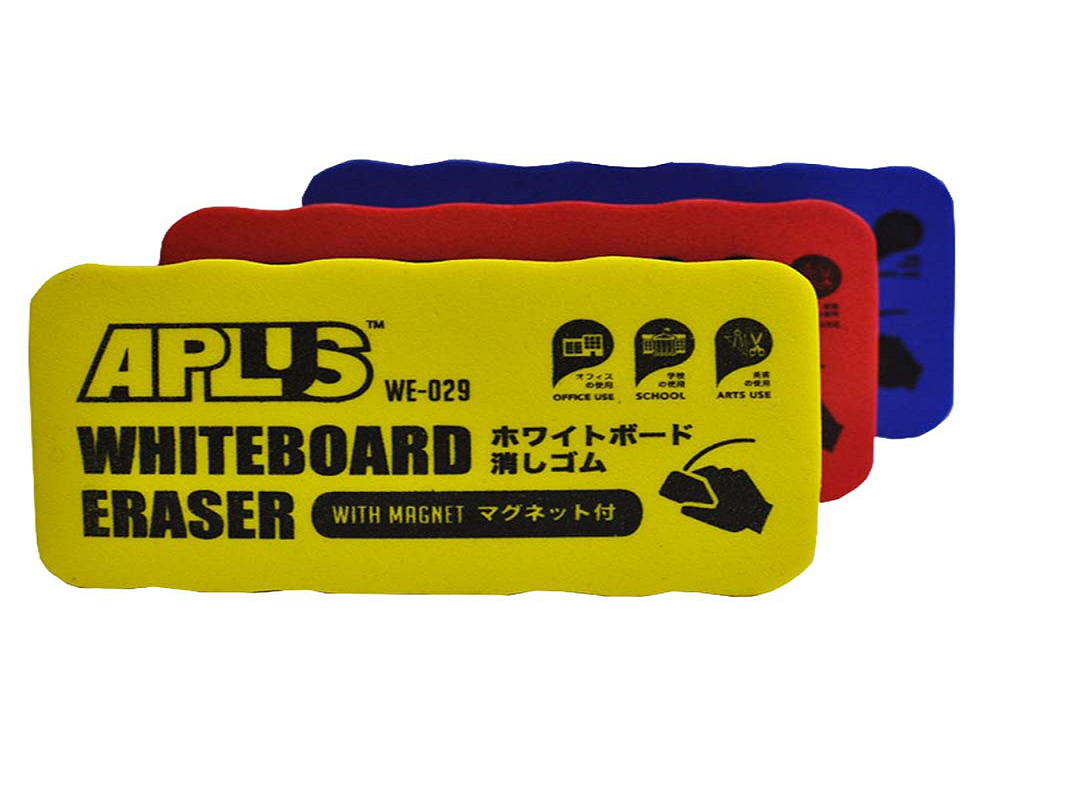 APLUS™ WE-029
オフィス
の使用
OFFICE USE
学校
の使用
SCHOOL
美術
の使用
ARTS USE
WHITEBOARD
ERASER
ホワイトボード
消しゴム
WITH MAGNET マグネット付